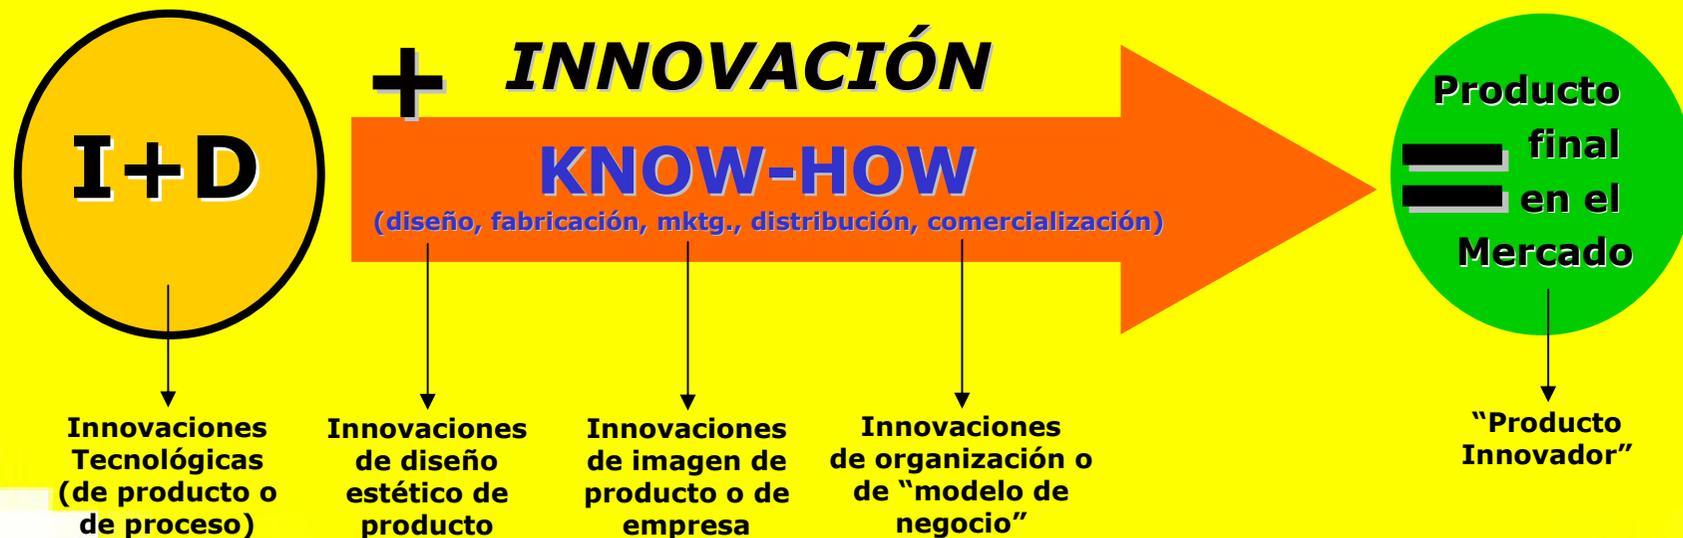 I+D
+
INNOVACIÓN
KNOW-HOW
(diseño, fabricación, mktg., distribución, comercialización)
=
Producto
final
en el
Mercado
Innovaciones
Tecnológicas
(de producto o
de proceso)
Innovaciones
de diseño
estético de
producto
Innovaciones
de imagen de
producto o de
empresa
Innovaciones
de organización o
de “modelo de
negocio”
“Producto
Innovador”